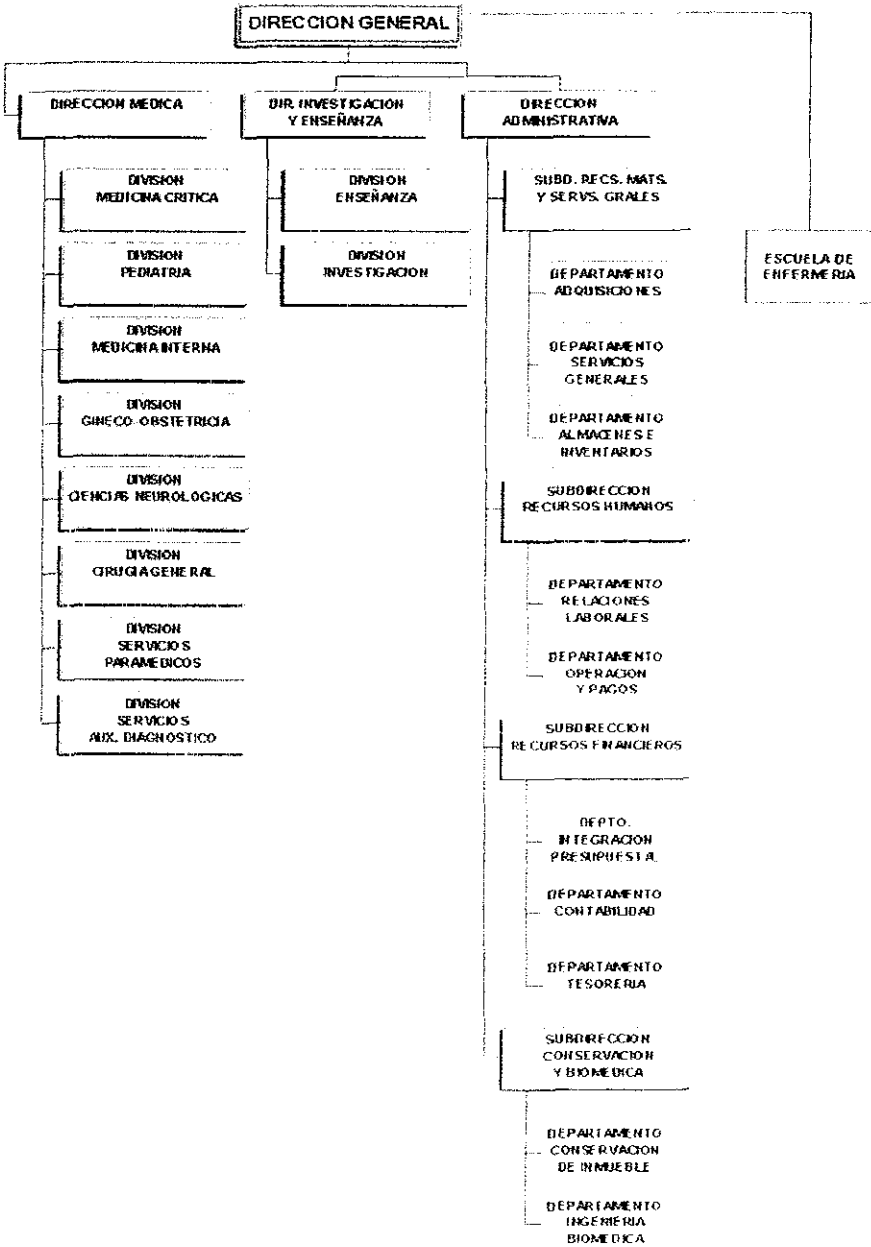 DIRECCION GENERAL
DIRECCION MEDICA
DIVISION
MEDICINA CRITICA
DIVISION
PEDIATRIA
DIVISION
MEDICINA INTERNA
DIVISION
GINECO-OBSTETRICIA
DIVISION
CIENCIAS NEUROLOGICAS
DIVISION
CIRUGIA GENERAL
DIVISION
SERVICIOS
PARAMEDICOS
DIVISION
SERVICIOS
AUX. DIAGNOSTICO
DIR. INVESTIGACION
Y ENSEÑANZA
DIVISION
ENSEÑANZA
DIVISION
INVESTIGACION
DIRECCION
ADMINISTRATIVA
SUBD. RECS. MATS.
Y SERVS. GRALES
DEPARTAMENTO
ADQUISICIONES
DEPARTAMENTO
SERVICIOS
GENERALES
DEPARTAMENTO
ALMACENES E
INVENTARIOS
SUBDIRECCION
RECURSOS HUMANOS
DEPARTAMENTO
RELACIONES
LABORALES
DEPARTAMENTO
OPERACION
Y PAGOS
SUBDIRECCION
RECURSOS FINANCIEROS
DEPTO.
INTEGRACION
PRESUPUESTAL
DEPARTAMENTO
CONTABILIDAD
DEPARTAMENTO
TESORERIA
SUBDIRECCION
CONSERVACION
Y BIOMEDICA
DEPARTAMENTO
CONSERVACION
DE INMUEBLE
DEPARTAMENTO
INGENIERIA
BIOMEDICA
ESCUELA DE
ENFERMERIA